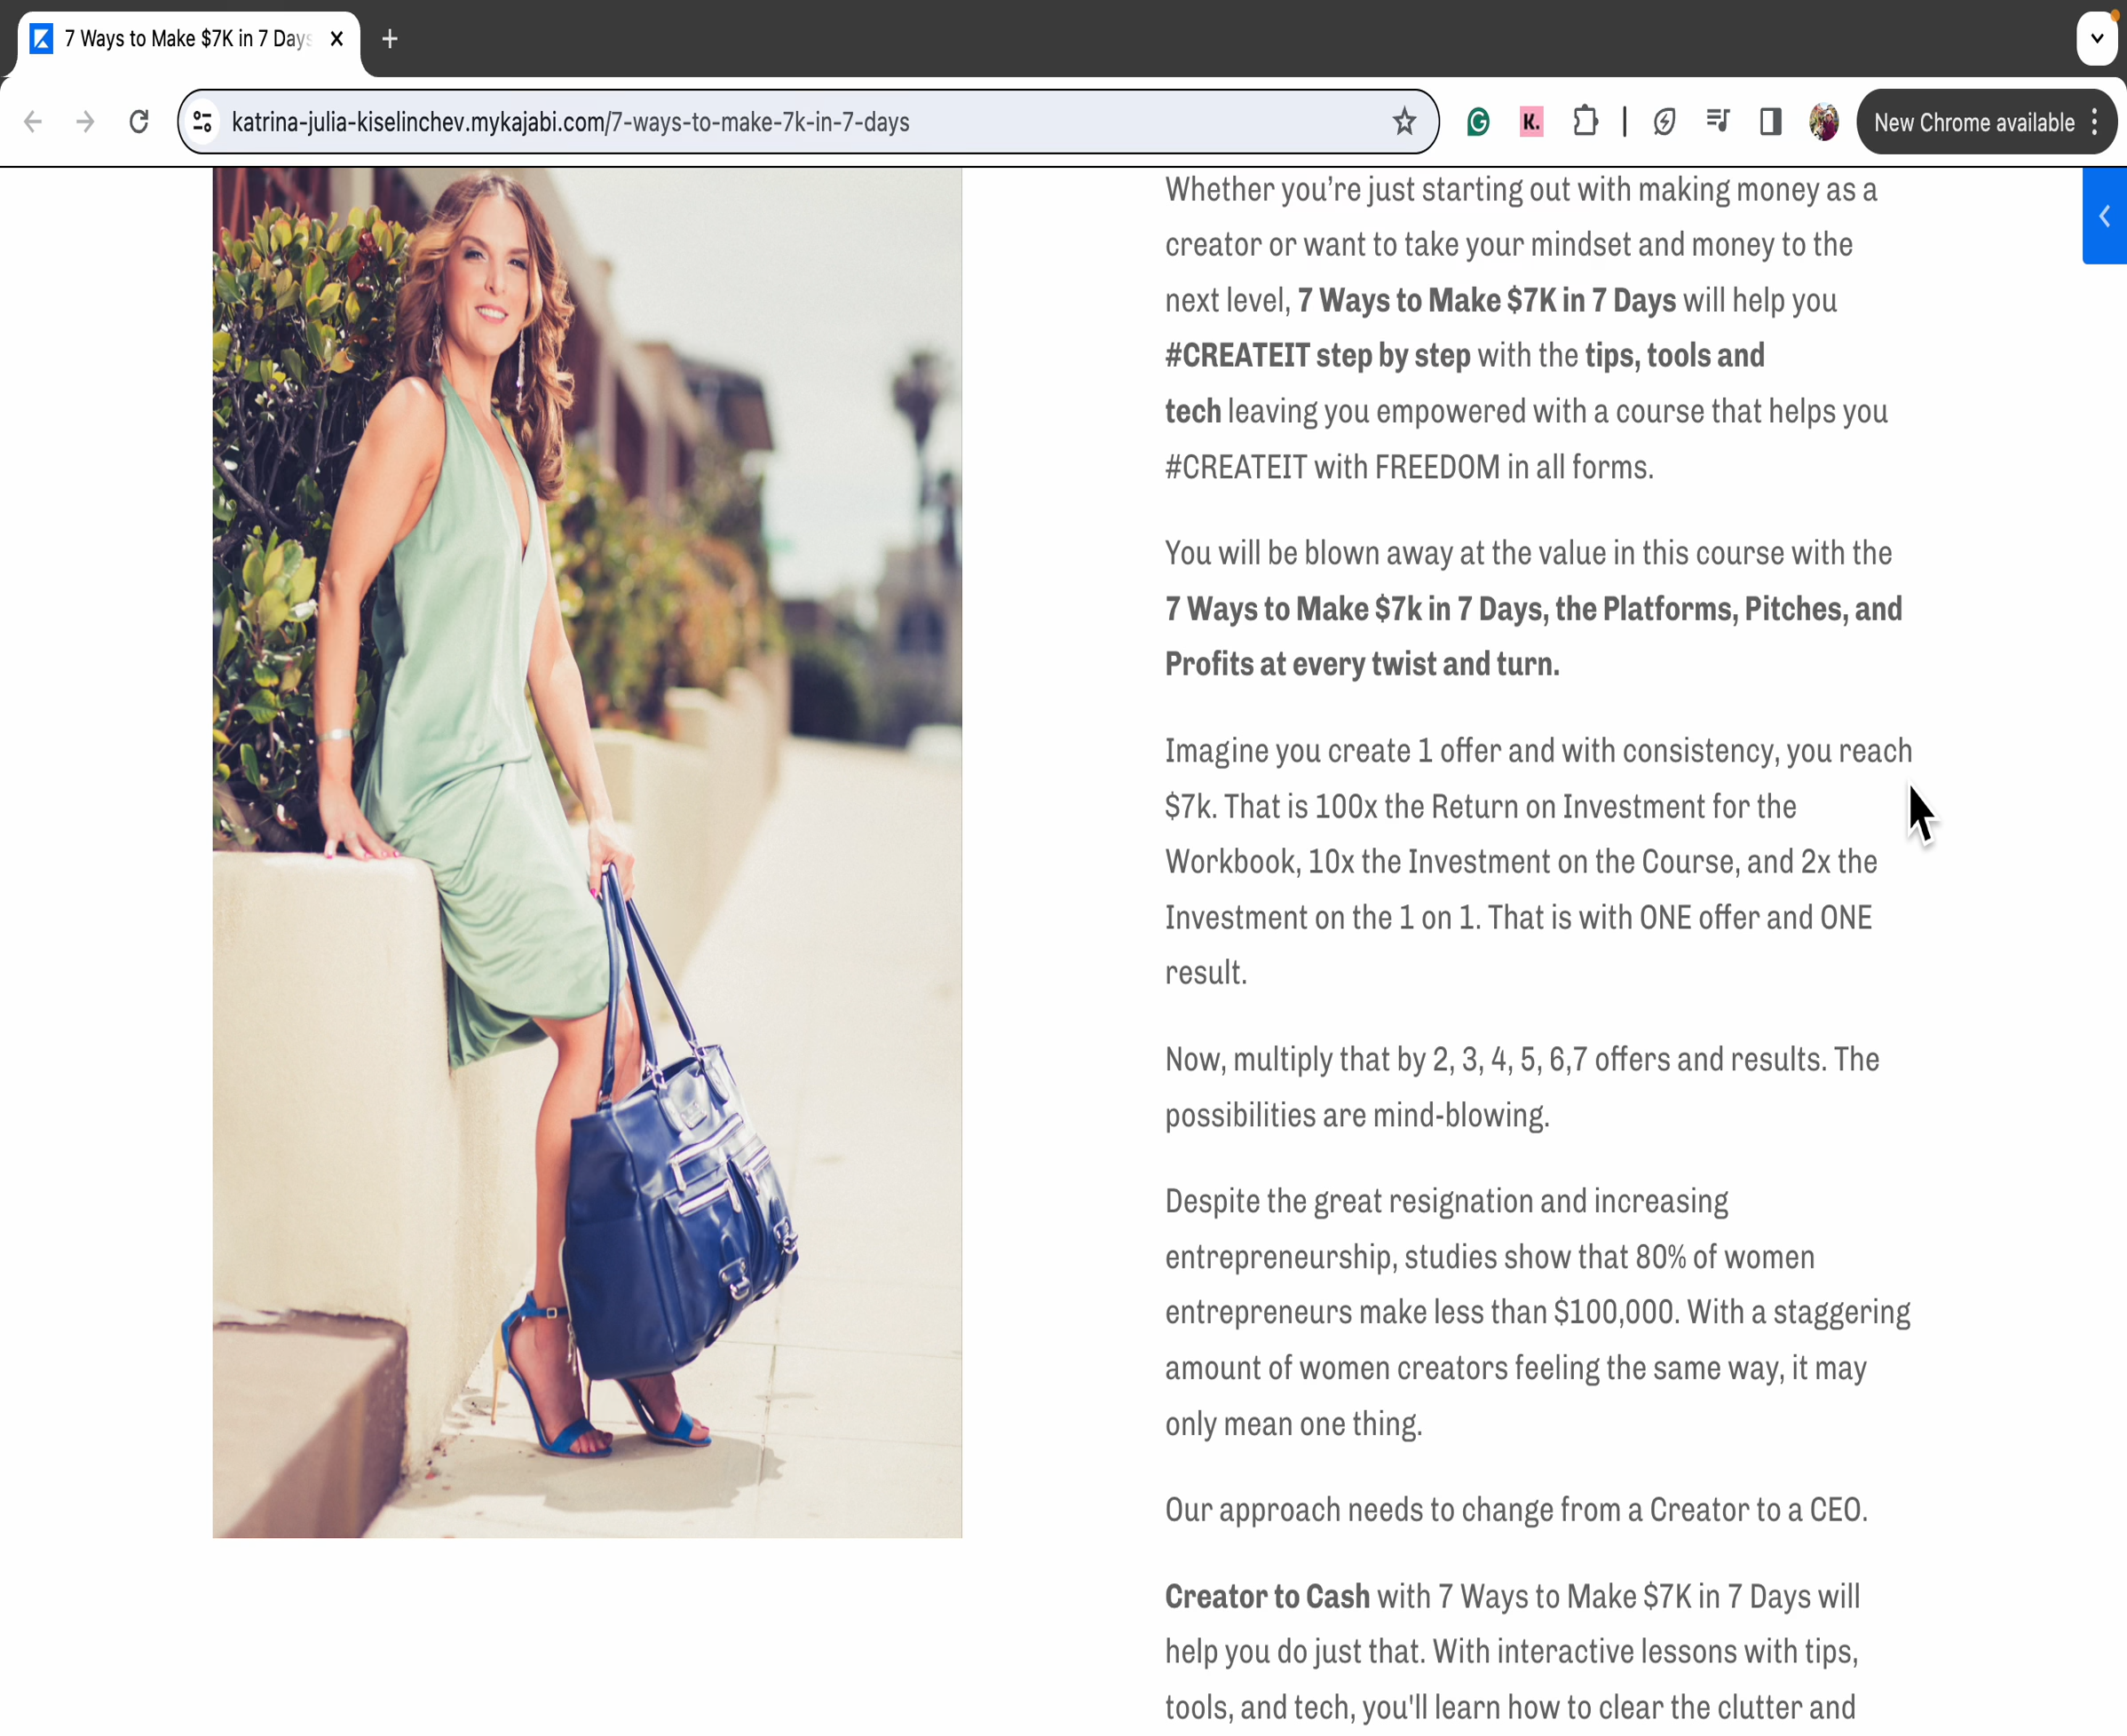 7 Ways to Make $7K in 7 Days
katrina-julia-kiselinchev.mykajabi.com/7-ways-to-make-7k-in-7-days
K.
New Chrome available
Whether you’re just starting out with making money as a
creator or want to take your mindset and money to the
next level, 7 Ways to Make $7K in 7 Days will help you
#CREATEIT step by step with the tips, tools and
tech leaving you empowered with a course that helps you
#CREATEIT with FREEDOM in all forms.
You will be blown away at the value in this course with the
7 Ways to Make $7k in 7 Days, the Platforms, Pitches, and
Profits at every twist and turn.
Imagine you create 1 offer and with consistency, you reach
$7k. That is 100x the Return on Investment for the
Workbook, 10x the Investment on the Course, and 2x the
Investment on the 1 on 1. That is with ONE offer and ONE
result.
Now, multiply that by 2, 3, 4, 5, 6,7 offers and results. The
possibilities are mind-blowing.
Despite the great resignation and increasing
entrepreneurship, studies show that 80% of women
entrepreneurs make less than $100,000. With a staggering
amount of women creators feeling the same way, it may
only mean one thing.
Our approach needs to change from a Creator to a CEO.
Creator to Cash with 7 Ways to Make $7K in 7 Days will
help you do just that. With interactive lessons with tips,
tools, and tech, you'll learn how to clear the clutter and